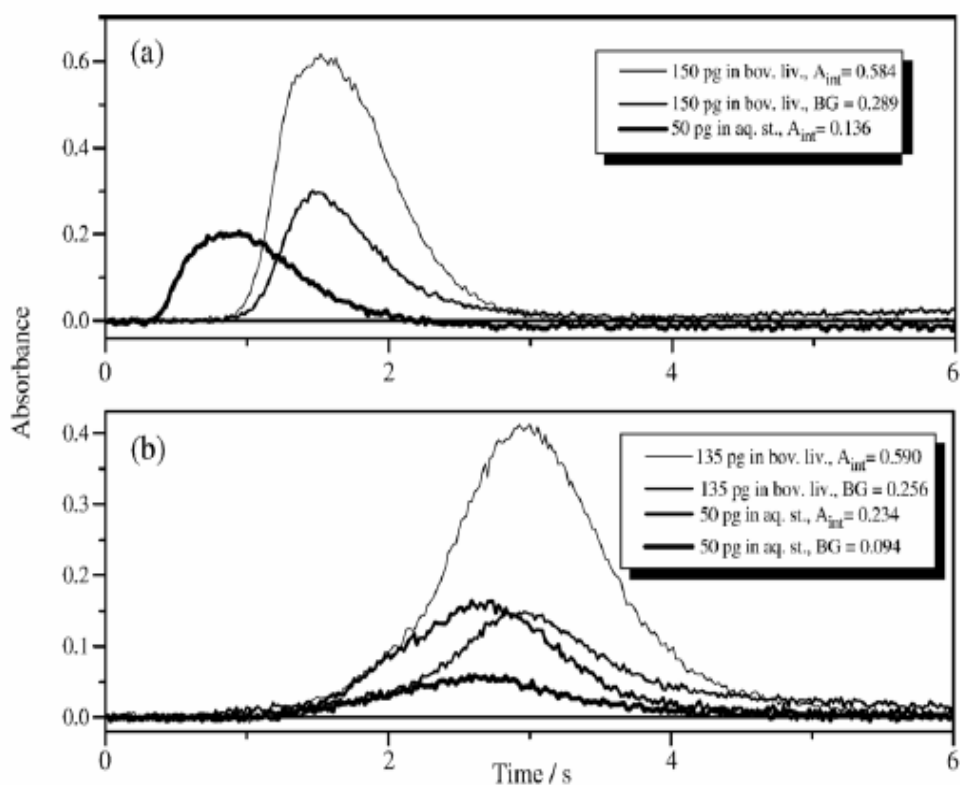 (a)
150 pg in bov. liv., Aint= 0.584
150 pg in bov. liv., BG = 0.289
50 pg in aq. st., Aint= 0.136
0.6
0.4
0.2
0.0
0
2
4
6
Absorbance
(b)
135 pg in bov. liv., Aint= 0.590
135 pg in bov. liv., BG = 0.256
50 pg in aq. st., Aint= 0.234
50 pg in aq. st., BG = 0.094
0.4
0.3
0.2
0.1
0.0
0
2
4
6
Time / s